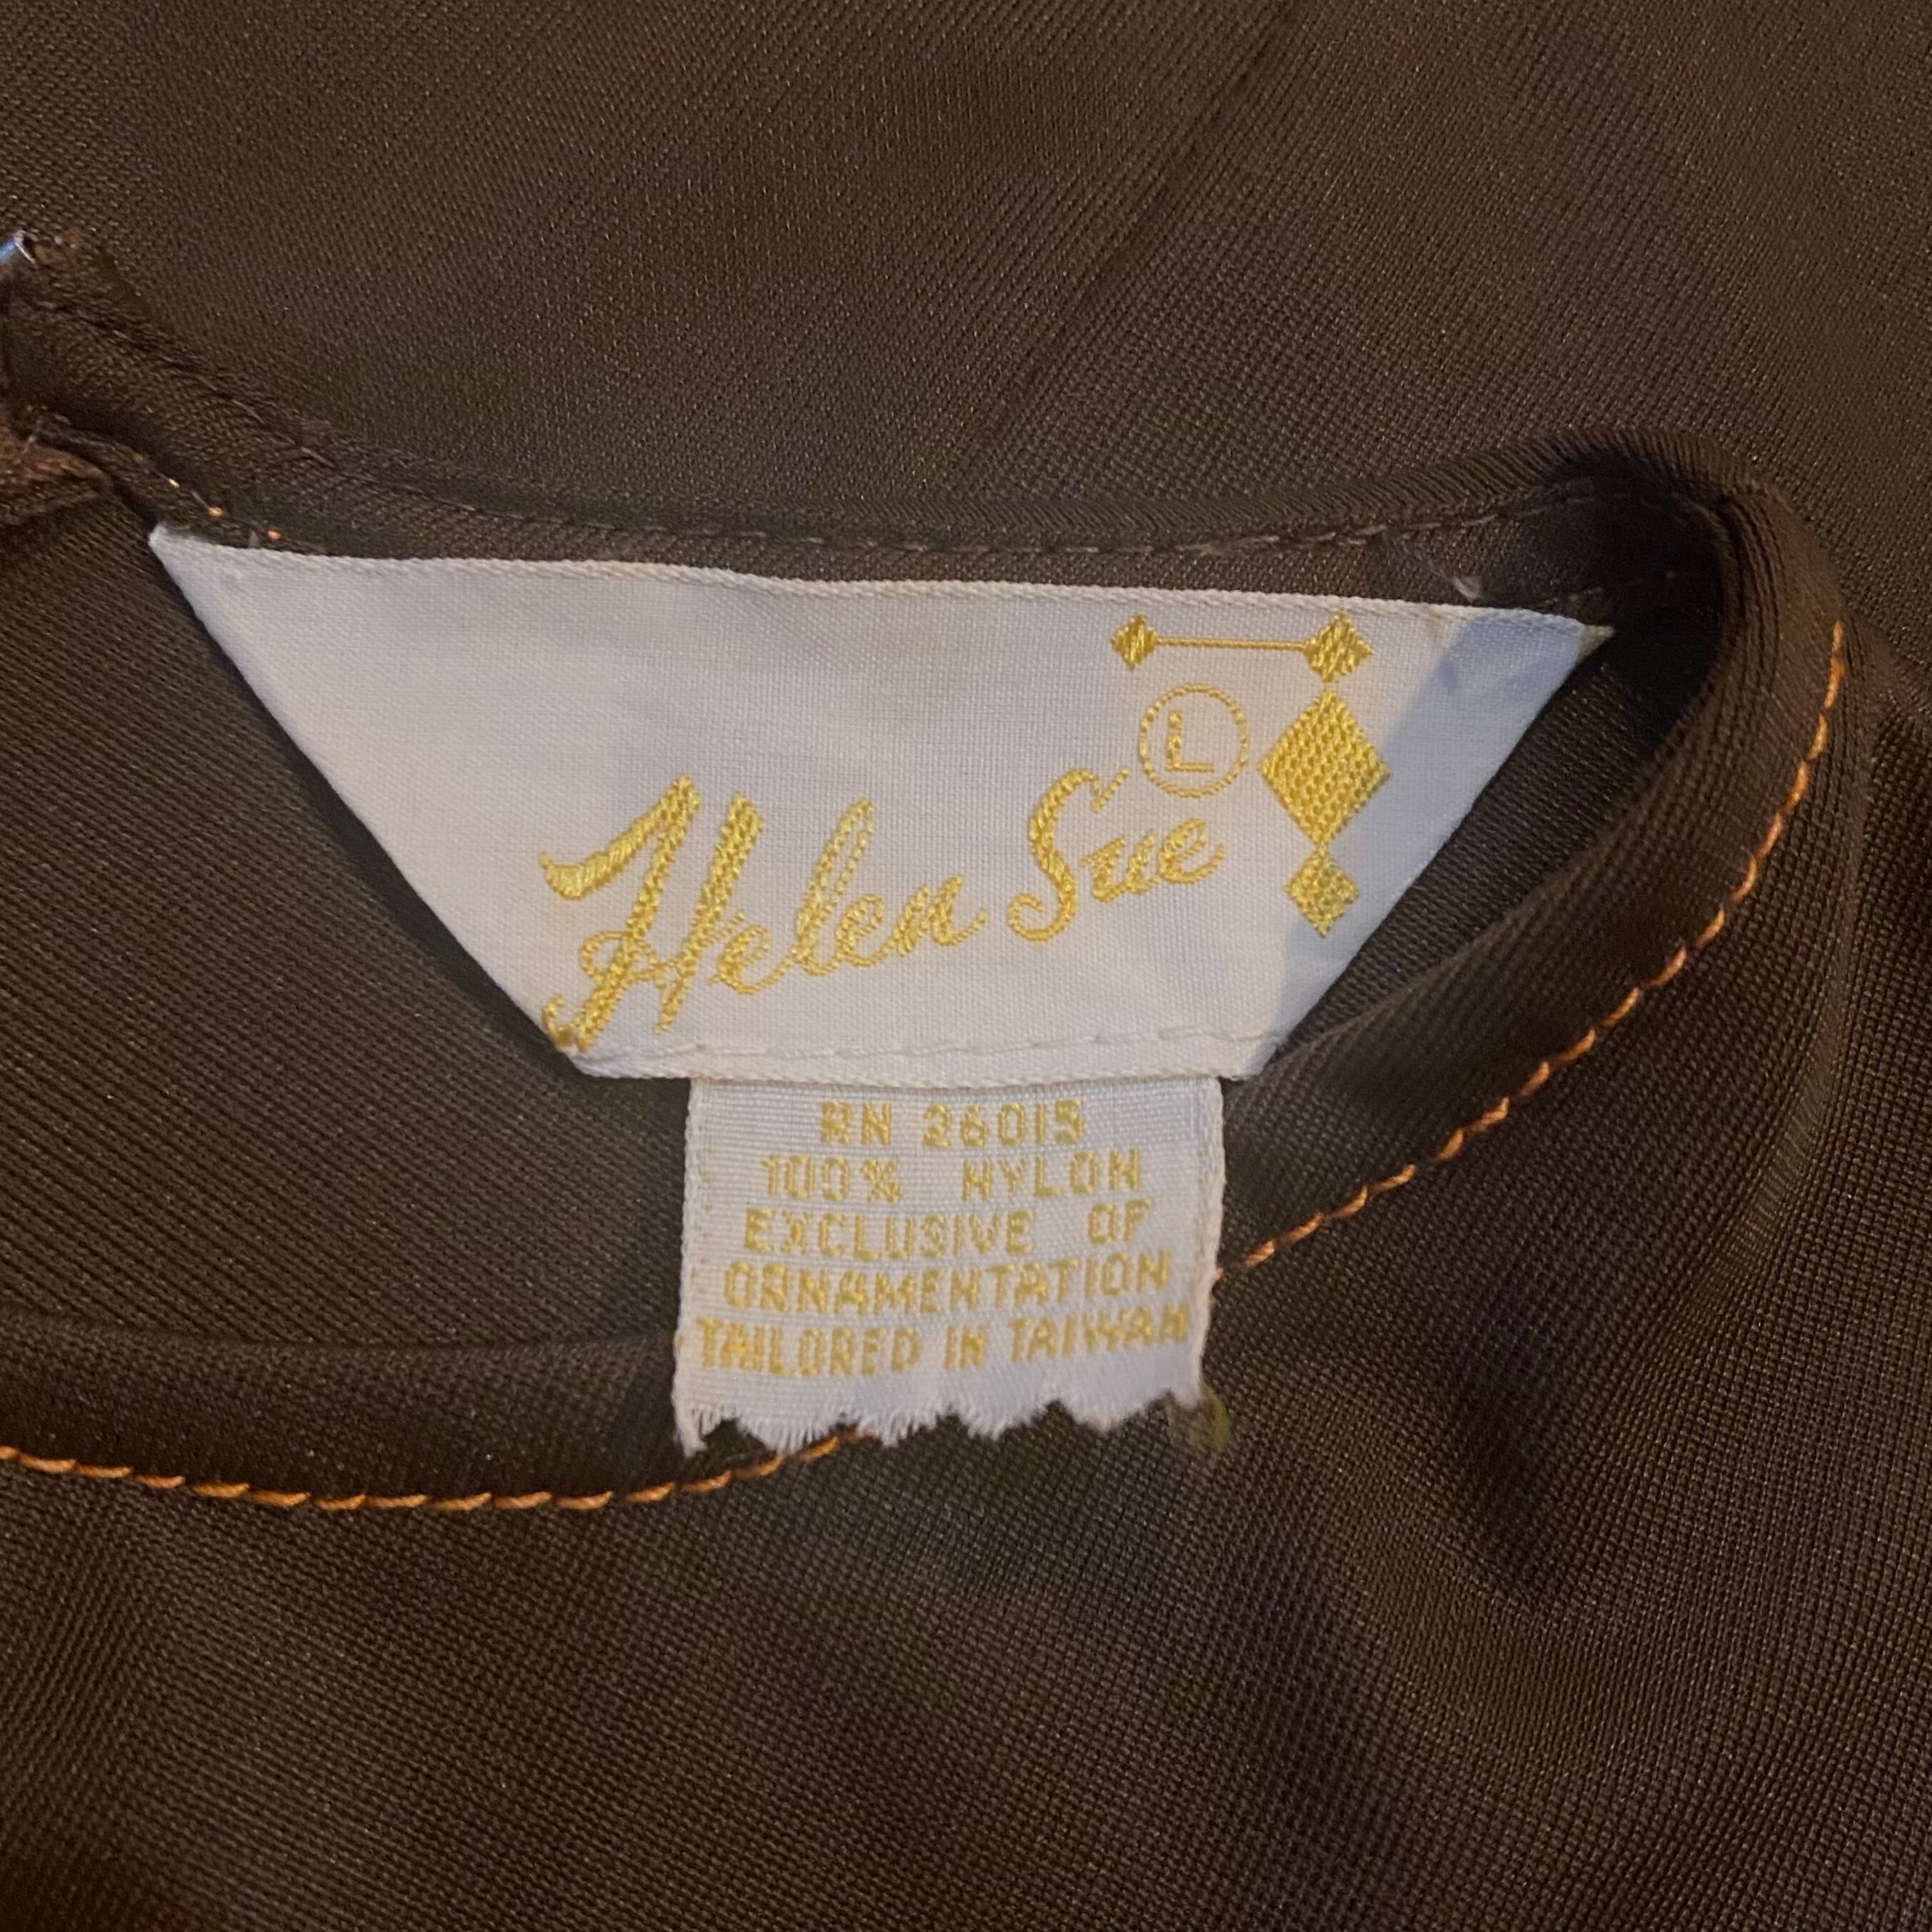 L
Helen Sue
RN 26015
100% NYLON
EXCLUSIVE OF
ORNAMENTATION
TAILORED IN TAIWAN